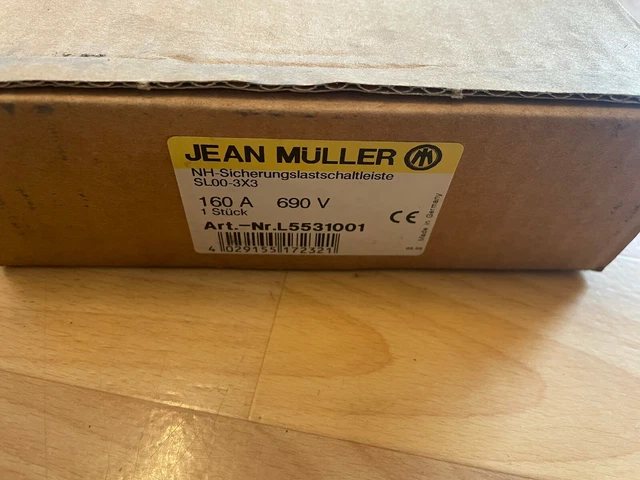 JEAN MÜLLER
NH-Sicherungslastschaltleiste
SL00-3X3
160 A 690 V
1 Stück
Art.-Nr.L5531001
CE
Made in Germany
4 029153 172321